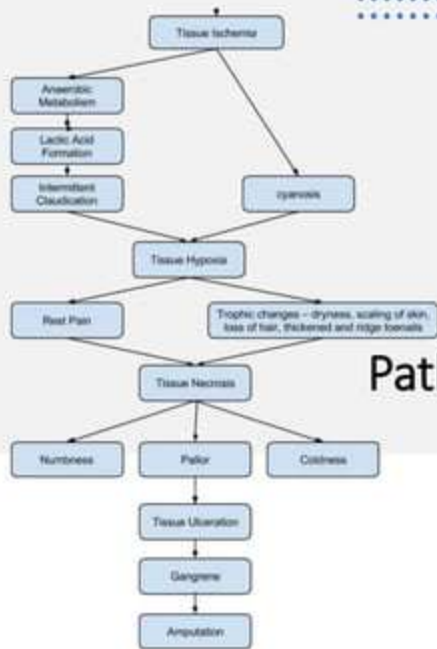 Tissue Ischemia
Anaerobic
Metabolism
Lactic Acid
Formation
Intermittent
Claudication
cyanosis
Tissue Hypoxia
Rest Pain
Trophic changes – dryness, scaling of skin,
loss of hair, thickened and ridge toenails
Tissue Necrosis
Pat
Numbness
Pallor
Coldness
Tissue Ulceration
Gangrene
Amputation